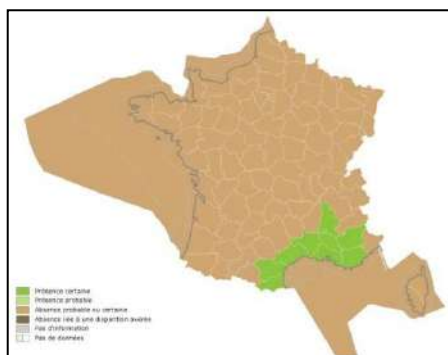 Présence certaine
Présence probable
Absence probable ou certaine
Absence liée à une disparition avérée
Pas d'information
Pas de données